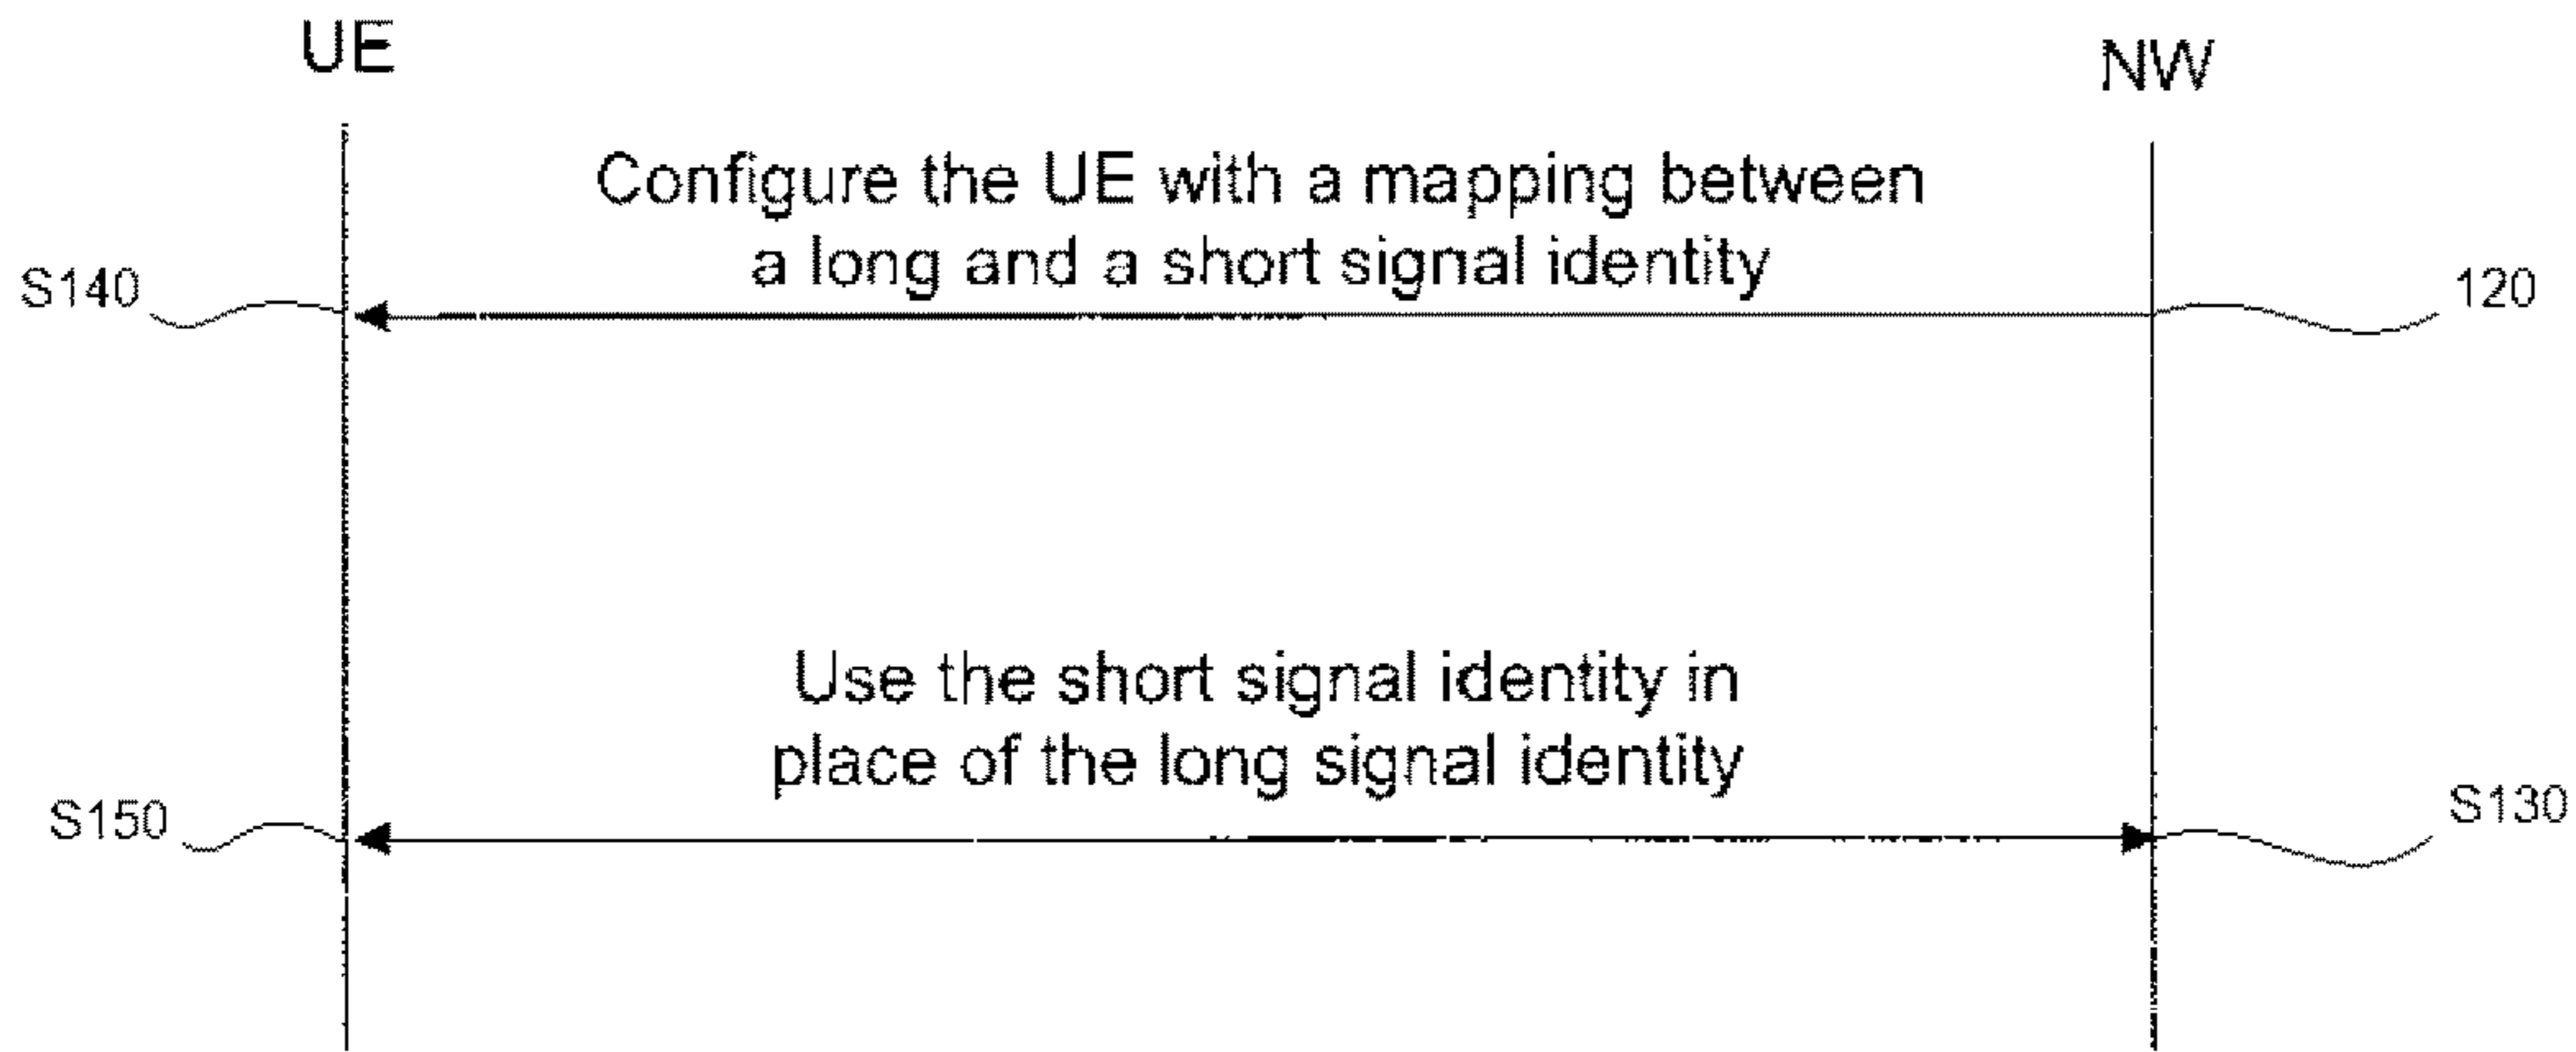 UE
NW
Configure the UE with a mapping between
a long and a short signal identity
S140
120
Use the short signal identity in
place of the long signal identity
S150
S130